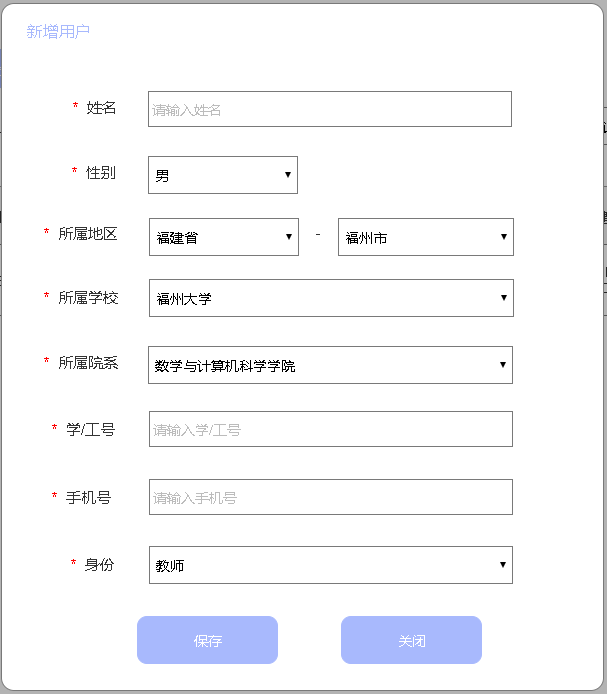 新增用户
* 姓名 请输入姓名
* 性别 男
* 所属地区 福建省 - 福州市
* 所属学校 福州大学
* 所属院系 数学与计算机科学学院
* 学/工号 请输入学/工号
* 手机号 请输入手机号
* 身份 教师
保存 关闭